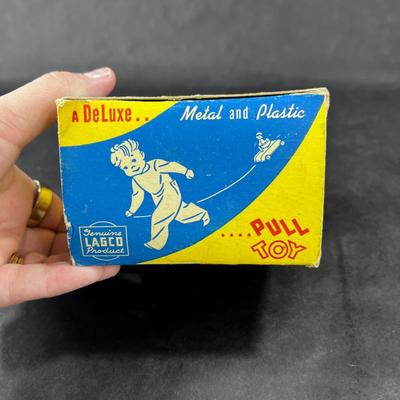 A DeLuxe.. Metal and Plastic
Genuine
LAGCO
Product
....PULL
TOY